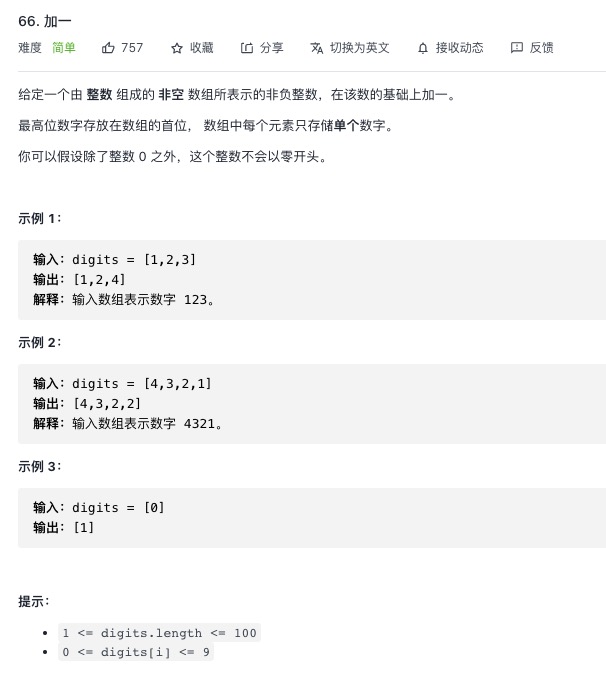 66. 加一
难度 简单 757 收藏 分享 切换为英文 接收动态 反馈
给定一个由 整数 组成的 非空 数组所表示的非负整数，在该数的基础上加一。
最高位数字存放在数组的首位， 数组中每个元素只存储单个数字。
你可以假设除了整数 0 之外，这个整数不会以零开头。
示例 1：
输入：digits = [1,2,3]
输出：[1,2,4]
解释：输入数组表示数字 123。
示例 2：
输入：digits = [4,3,2,1]
输出：[4,3,2,2]
解释：输入数组表示数字 4321。
示例 3：
输入：digits = [0]
输出：[1]
提示：
• 1 <= digits.length <= 100
• 0 <= digits[i] <= 9